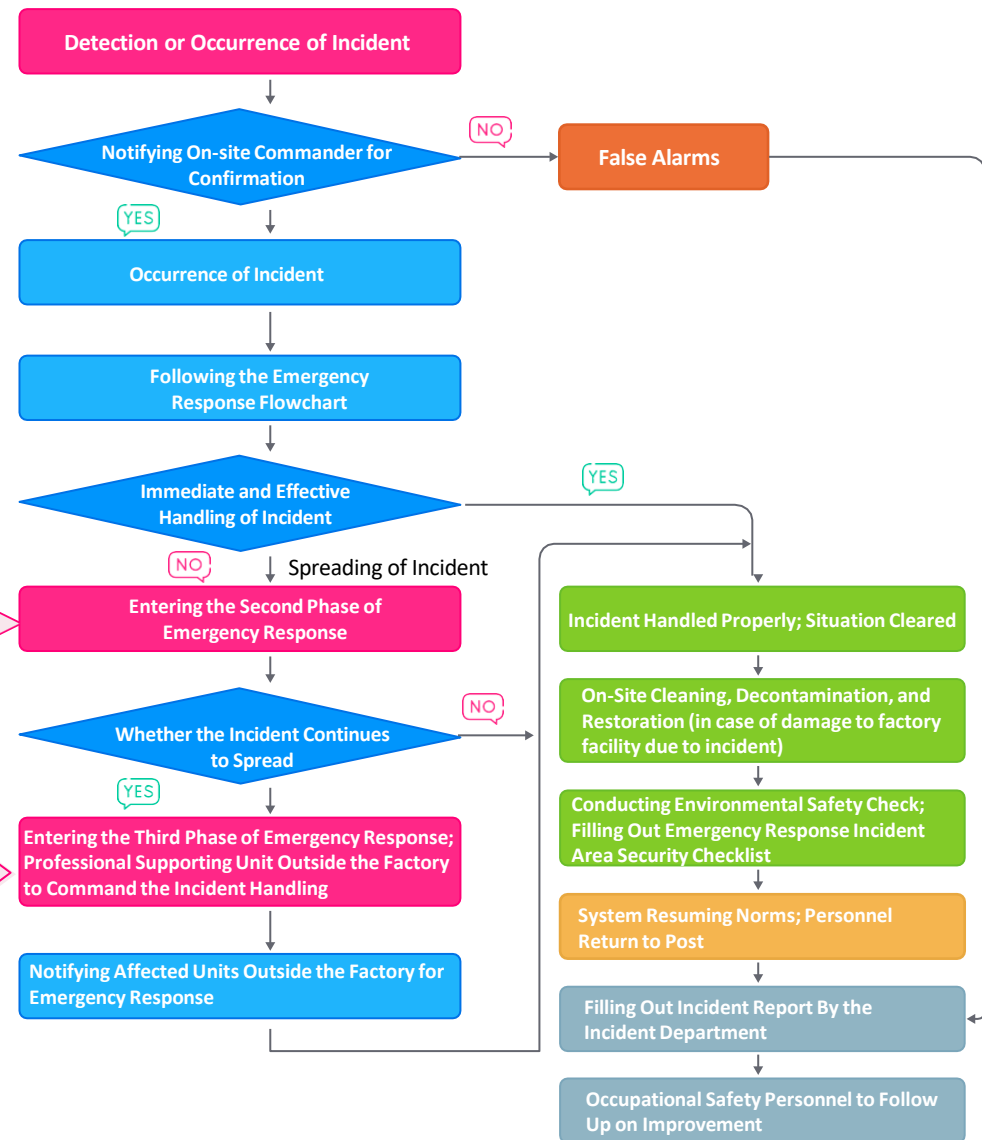 Detection or Occurrence of Incident
Notifying On-site Commander for
Confirmation
NO
False Alarms
YES
Occurrence of Incident
Following the Emergency
Response Flowchart
Immediate and Effective
Handling of Incident
YES
NO
Spreading of Incident
Entering the Second Phase of
Emergency Response
Whether the Incident Continues
to Spread
NO
YES
Entering the Third Phase of Emergency Response;
Professional Supporting Unit Outside the Factory
to Command the Incident Handling
Notifying Affected Units Outside the Factory for
Emergency Response
Incident Handled Properly; Situation Cleared
On-Site Cleaning, Decontamination, and
Restoration (in case of damage to factory
facility due to incident)
Conducting Environmental Safety Check;
Filling Out Emergency Response Incident
Area Security Checklist
System Resuming Norms; Personnel
Return to Post
Filling Out Incident Report By the
Incident Department
Occupational Safety Personnel to Follow
Up on Improvement